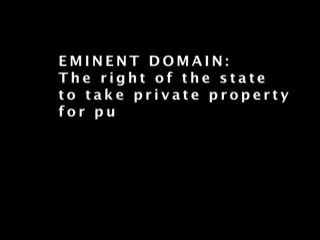 EMINENT DOMAIN:
The right of the state
to take private property
for pu